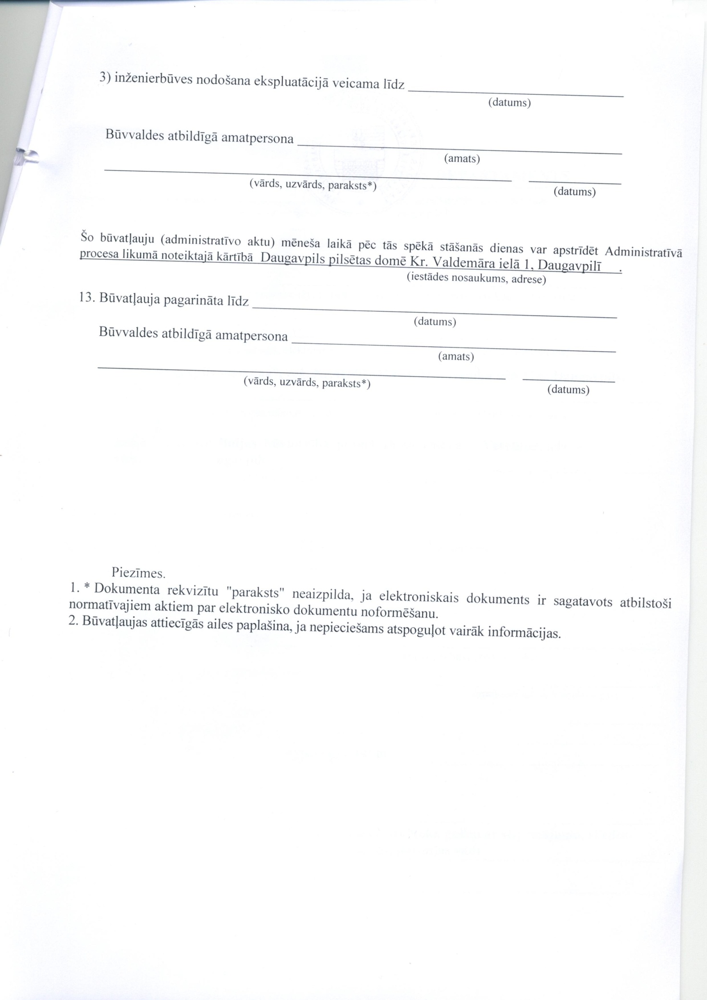 3) inženierbūves nodošana ekspluatācijā veicama līdz
(datums)
Būvvaldes atbildīgā amatpersona
(amats)
(vārds, uzvārds, paraksts*)
(datums)
Šo būvatļauju (administratīvo aktu) mēneša laikā pēc tās spēkā stāšanās dienas var apstrīdēt Administratīvā
procesa likumā noteiktajā kārtībā Daugavpils pilsētas domē Kr. Valdemāra ielā 1, Daugavpilī .
(iestādes nosaukums, adrese)
13. Būvatļauja pagarināta līdz
(datums)
Būvvaldes atbildīgā amatpersona
(amats)
(vārds, uzvārds, paraksts*)
(datums)
Piezīmes.
1. * Dokumenta rekvizītu "paraksts" neaizpilda, ja elektroniskais dokuments ir sagatavots atbilstoši
normatīvajiem aktiem par elektronisko dokumentu noformēšanu.
2. Būvatļaujas attiecīgās ailes paplašina, ja nepieciešams atspoguļot vairāk informācijas.